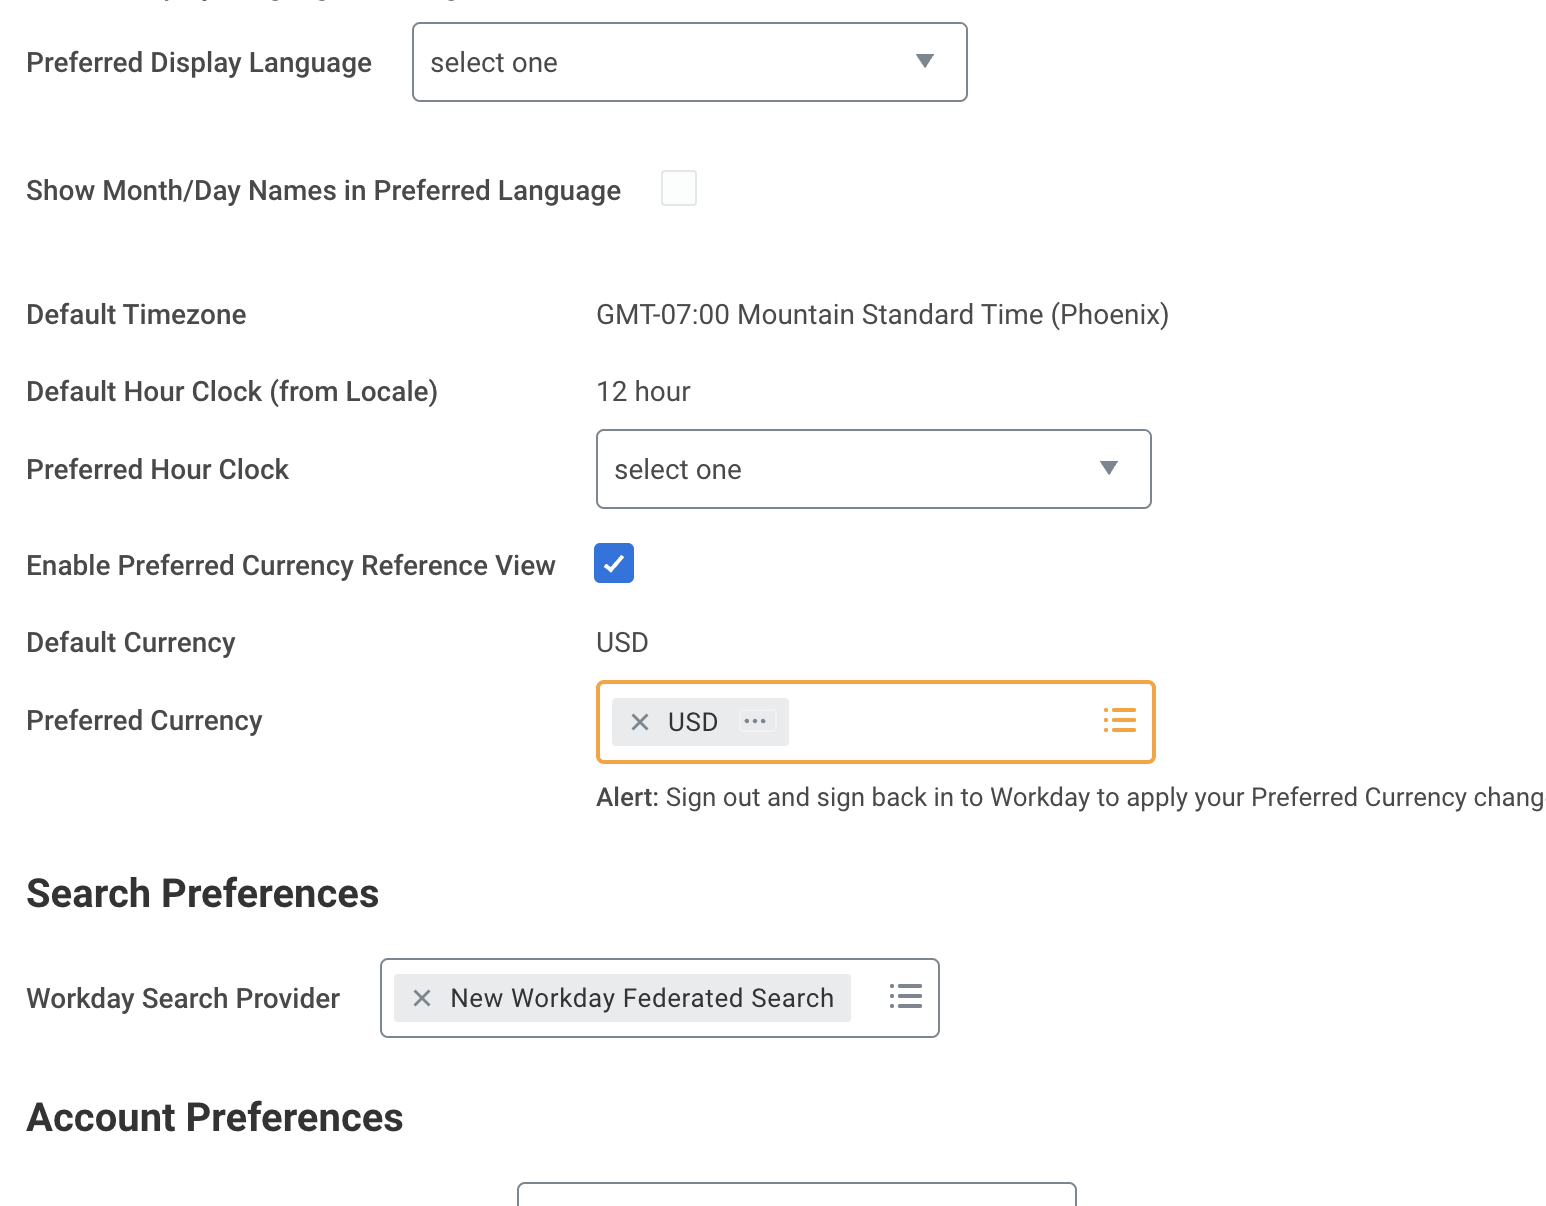 Preferred Display Language select one
Show Month/Day Names in Preferred Language
Default Timezone GMT-07:00 Mountain Standard Time (Phoenix)
Default Hour Clock (from Locale) 12 hour
Preferred Hour Clock select one
Enable Preferred Currency Reference View
Default Currency USD
Preferred Currency USD
Alert: Sign out and sign back in to Workday to apply your Preferred Currency chang
Search Preferences
Workday Search Provider New Workday Federated Search
Account Preferences